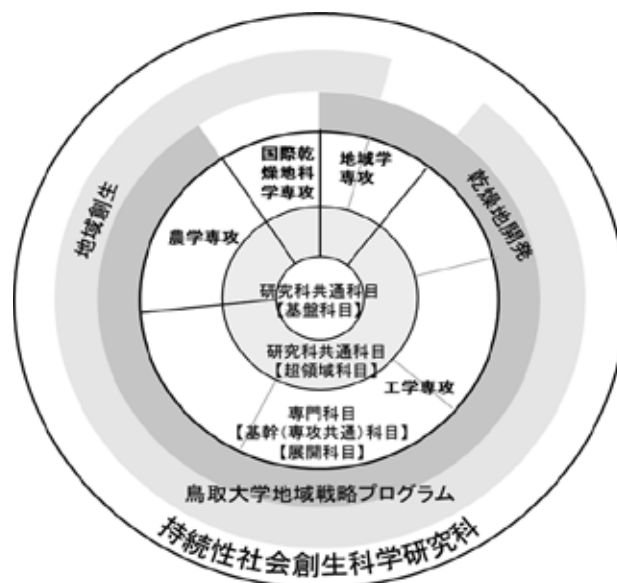 国際乾
燥地科
学専攻
地域学
専攻
地域創生
乾燥地開発
農学専攻
研究科共通科目
【基盤科目】
研究科共通科目
【超領域科目】
工学専攻
専門科目
【基幹(専攻共通)科目】
【展開科目】
鳥取大学地域戦略プログラム
持続性社会創生科学研究科